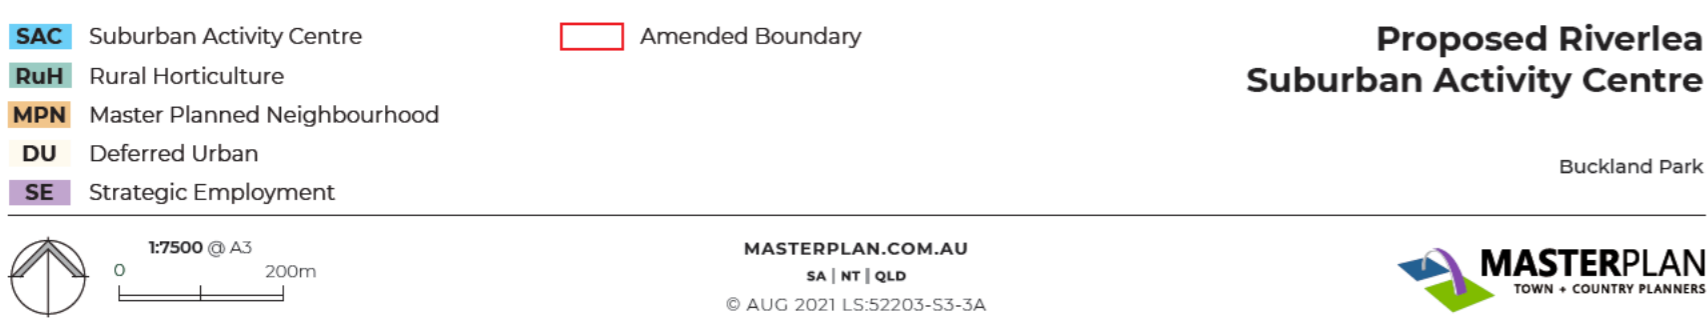 SAC Suburban Activity Centre
RuH Rural Horticulture
MPN Master Planned Neighbourhood
DU Deferred Urban
SE Strategic Employment
Amended Boundary
Proposed Riverlea
Suburban Activity Centre
Buckland Park
1:7500 @ A3
0 200m
MASTERPLAN.COM.AU
SA | NT | QLD
© AUG 2021 LS:52203-S3-3A
MASTERPLAN
TOWN + COUNTRY PLANNERS